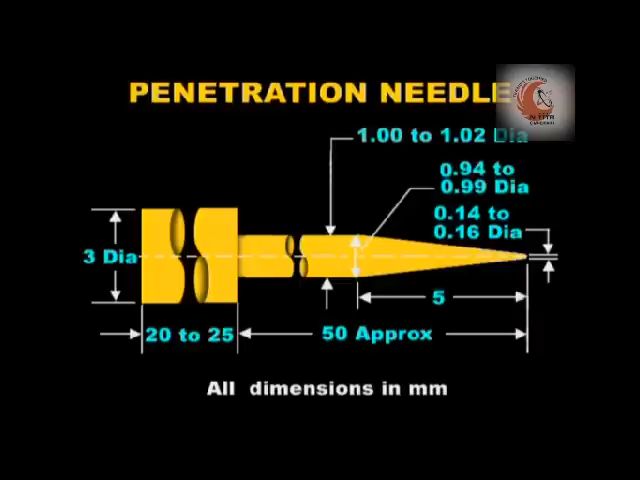 PENETRATION NEEDLE
1.00 to 1.02 Dia
0.94 to
0.99 Dia
0.14 to
0.16 Dia
3 Dia
5
20 to 25
50 Approx
All dimensions in mm